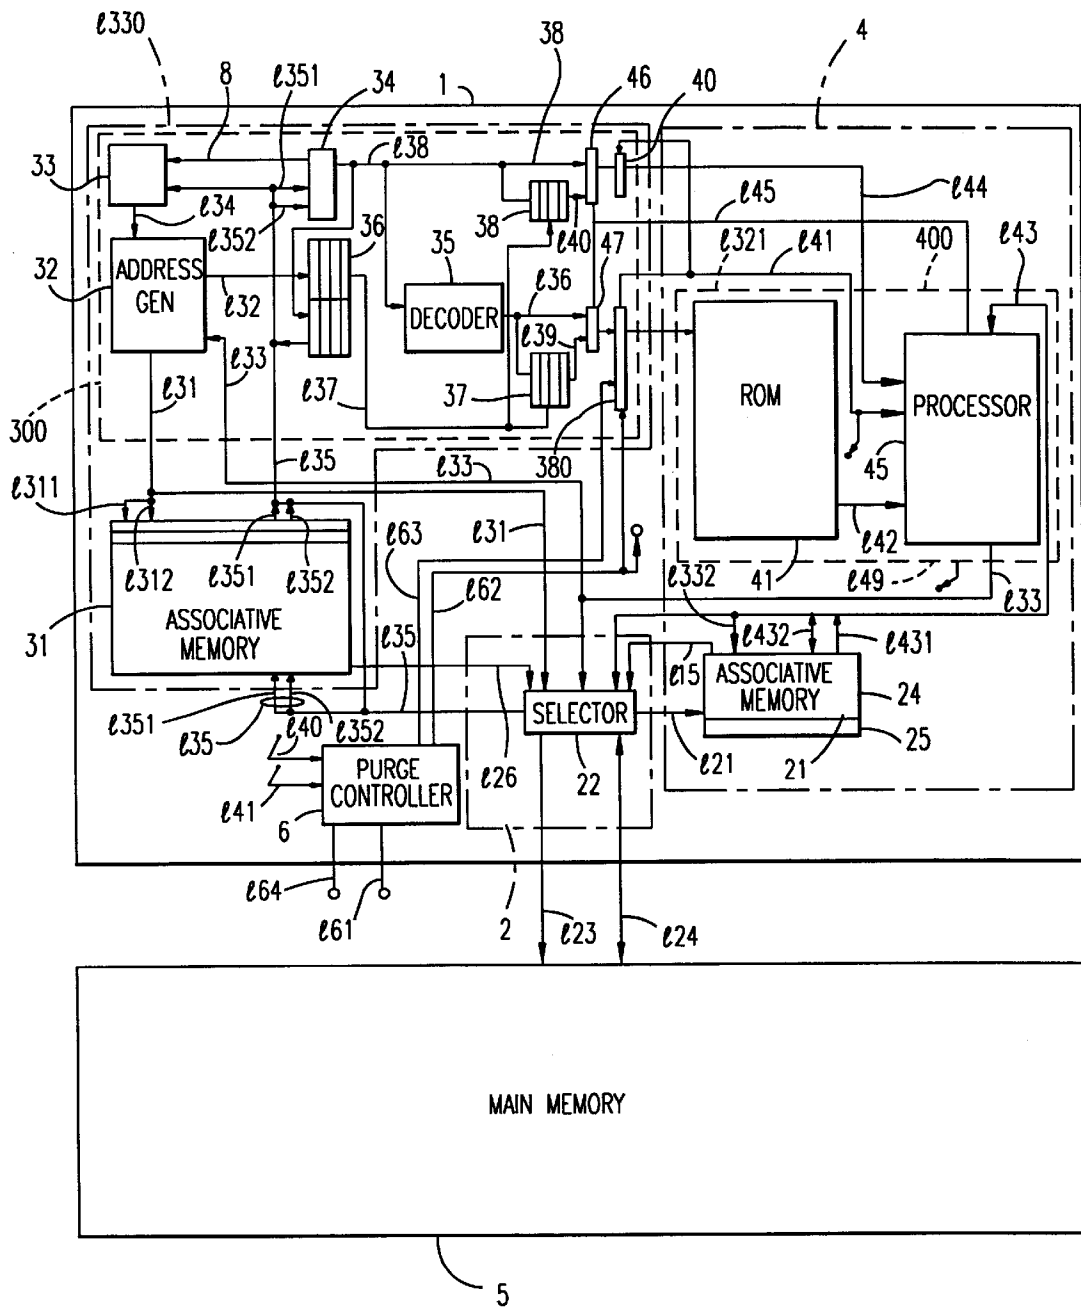 ℓ330
38
4
8
ℓ351
34
1
46
40
33
ℓ38
ℓ34
ℓ352
36
38
ℓ40
ℓ45
ℓ44
ℓ321
ℓ41
400
ℓ43
32
ADDRESS
GEN
ℓ32
35
DECODER
ℓ36
47
ℓ39
ℓ33
ℓ31
ℓ37
37
380
300
ROM
PROCESSOR
45
ℓ35
ℓ33
ℓ311
ℓ312
ℓ351
ℓ352
ℓ63
ℓ62
ℓ31
41
ℓ42
ℓ49
ℓ33
ℓ332
ℓ432
ℓ431
31
ASSOCIATIVE
MEMORY
ℓ15
ASSOCIATIVE
MEMORY
24
ℓ351
ℓ35
ℓ352
ℓ35
SELECTOR
ℓ21
21
25
ℓ40
ℓ41
PURGE
CONTROLLER
6
ℓ26
22
ℓ64
ℓ61
2
ℓ23
ℓ24
MAIN MEMORY
5